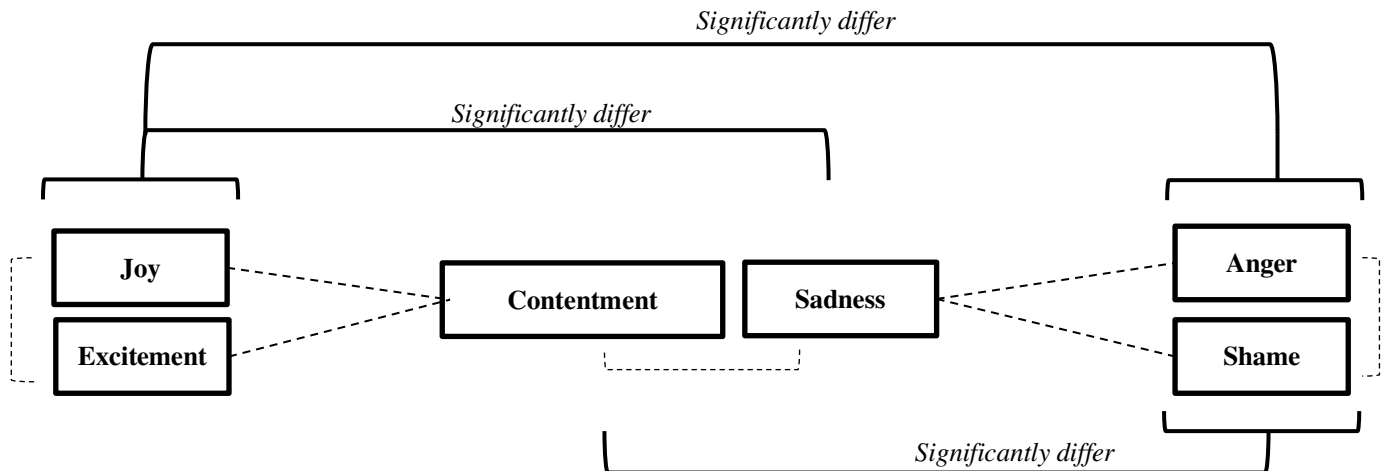 Significantly differ
Significantly differ
Joy
Anger
Contentment
Sadness
Excitement
Shame
Significantly differ